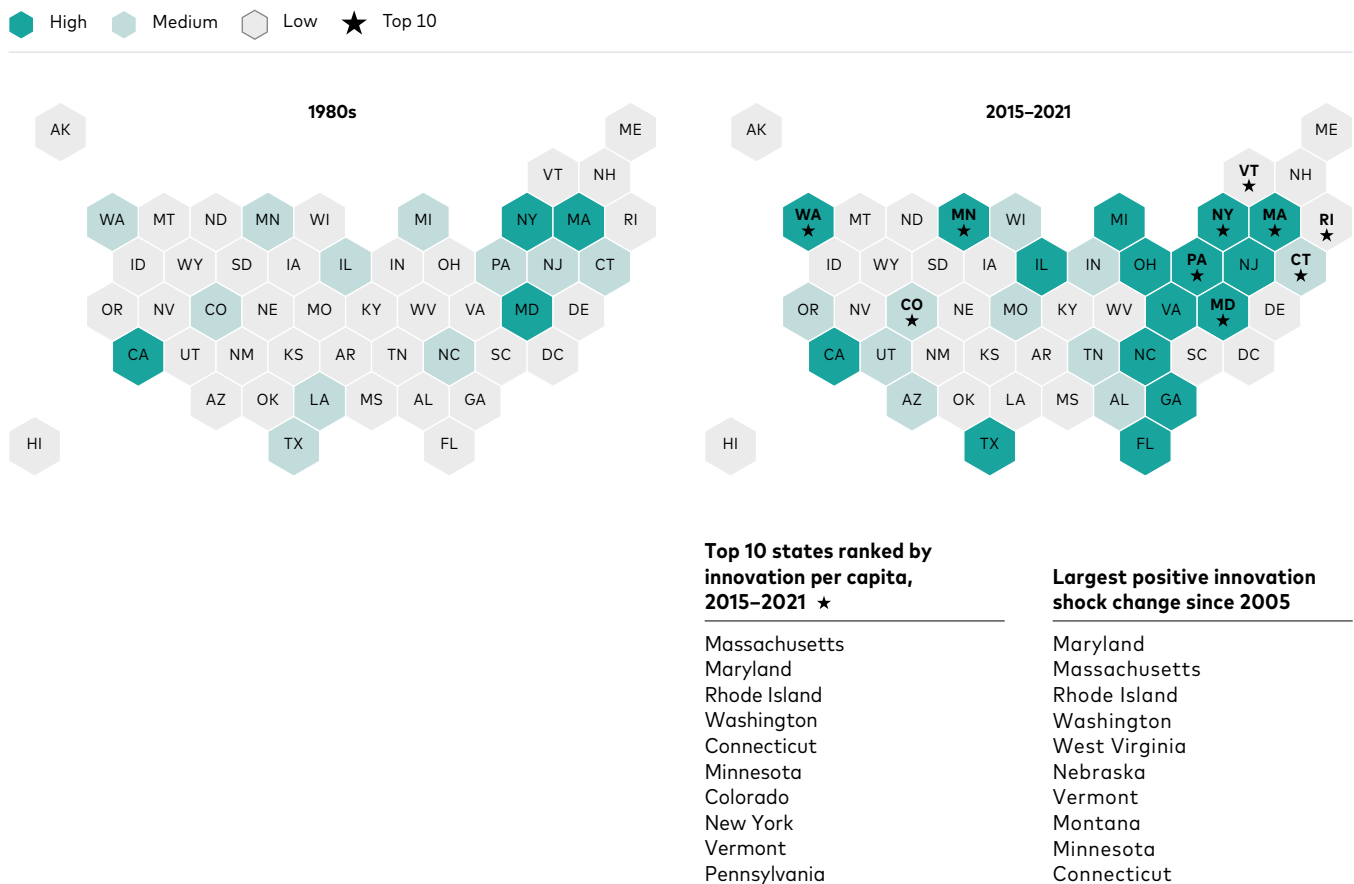 High Medium Low Top 10
1980s
AK ME
VT NH
WA MT ND MN WI MI NY MA RI
ID WY SD IA IL IN OH PA NJ CT
OR NV CO NE MO KY WV VA MD DE
CA UT NM KS AR TN NC SC DC
AZ OK LA MS AL GA
HI TX FL
2015–2021
AK ME
VT NH
WA MT ND MN WI MI NY MA RI
ID WY SD IA IL IN OH PA NJ CT
OR NV CO NE MO KY WV VA MD DE
CA UT NM KS AR TN NC SC DC
AZ OK LA MS AL GA
HI TX FL
Top 10 states ranked by
innovation per capita,
2015–2021 ★
Massachusetts
Maryland
Rhode Island
Washington
Connecticut
Minnesota
Colorado
New York
Vermont
Pennsylvania
Largest positive innovation
shock change since 2005
Maryland
Massachusetts
Rhode Island
Washington
West Virginia
Nebraska
Vermont
Montana
Minnesota
Connecticut